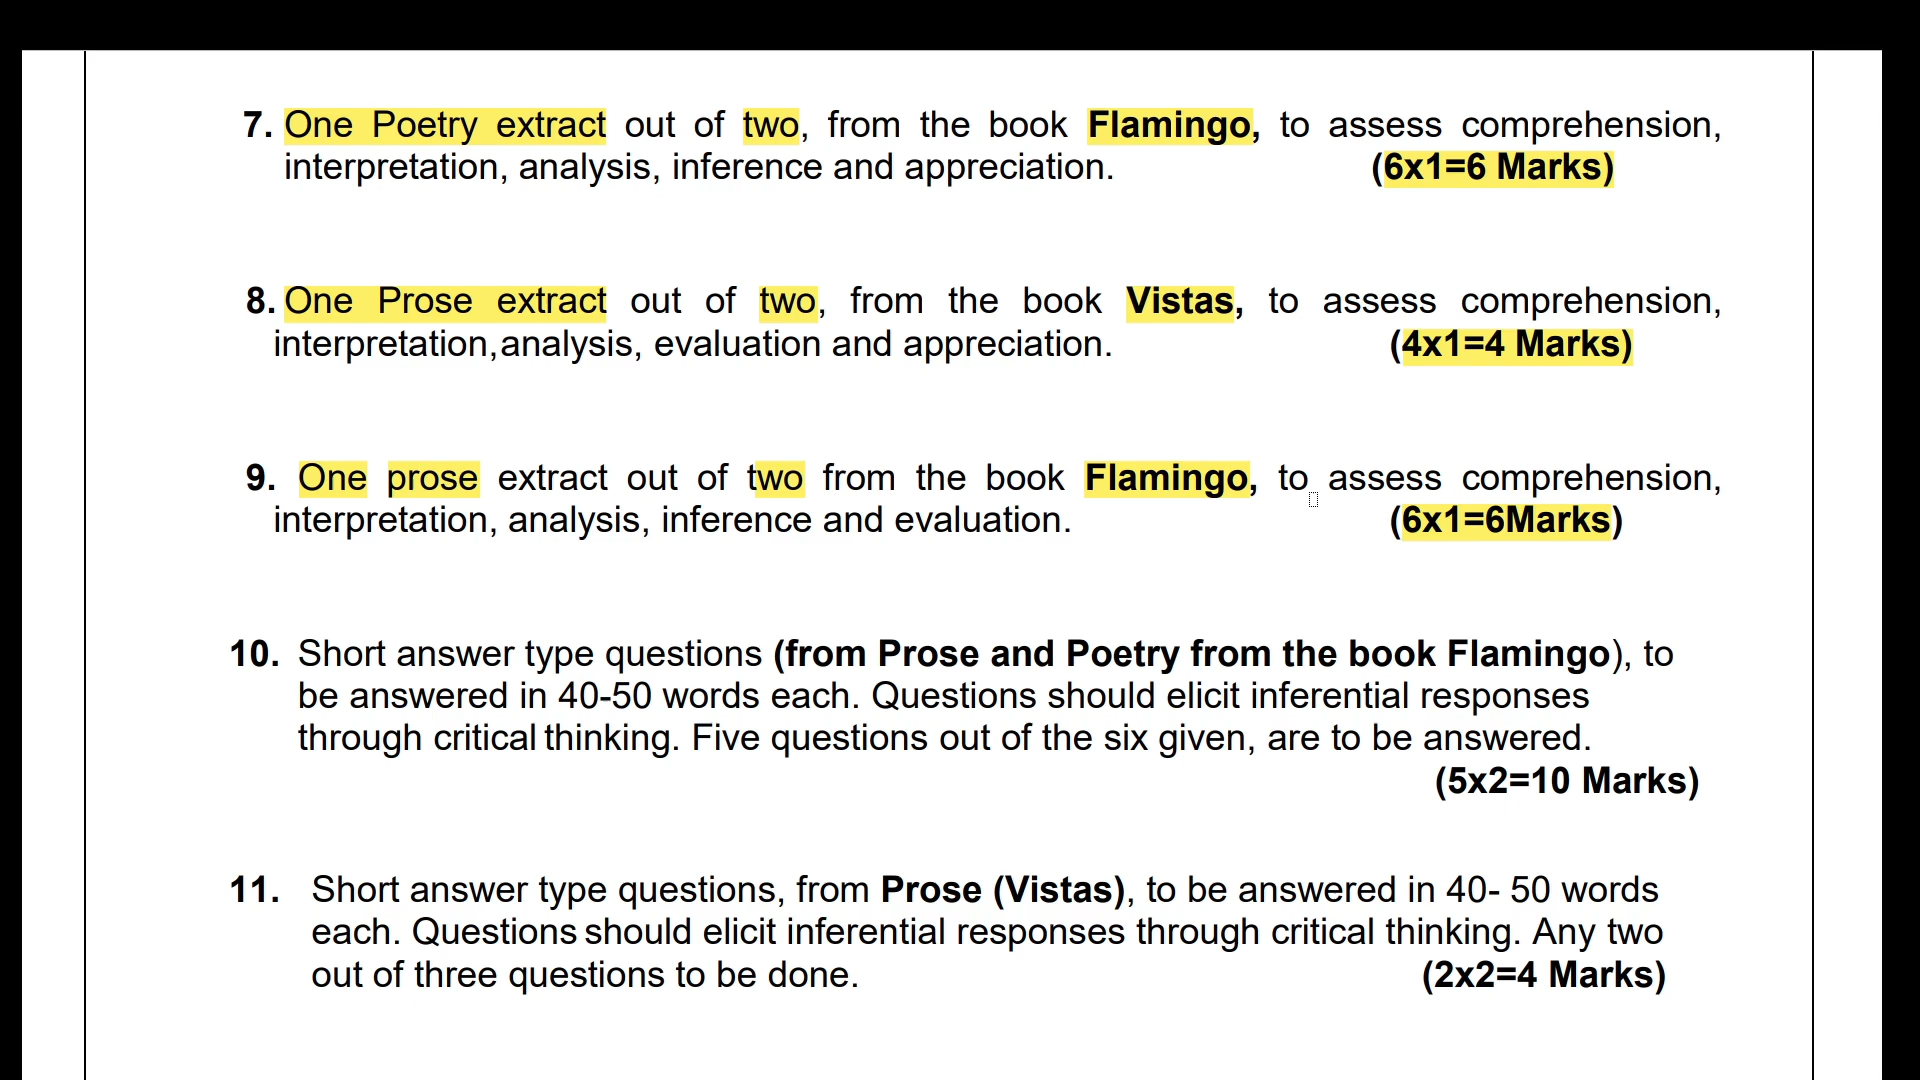 7. One Poetry extract out of two, from the book Flamingo, to assess comprehension,
interpretation, analysis, inference and appreciation. (6x1=6 Marks)
8. One Prose extract out of two, from the book Vistas, to assess comprehension,
interpretation,analysis, evaluation and appreciation. (4x1=4 Marks)
9. One prose extract out of two from the book Flamingo, to assess comprehension,
interpretation, analysis, inference and evaluation. (6x1=6Marks)
10. Short answer type questions (from Prose and Poetry from the book Flamingo), to
be answered in 40-50 words each. Questions should elicit inferential responses
through critical thinking. Five questions out of the six given, are to be answered.
(5x2=10 Marks)
11. Short answer type questions, from Prose (Vistas), to be answered in 40- 50 words
each. Questions should elicit inferential responses through critical thinking. Any two
out of three questions to be done. (2x2=4 Marks)